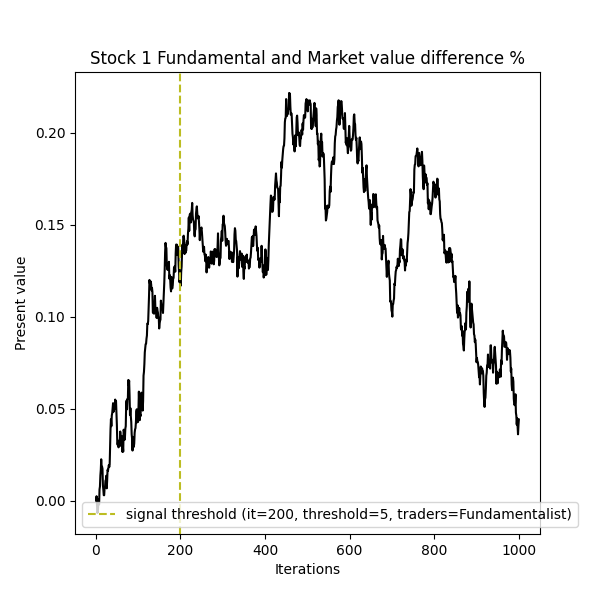 Stock 1 Fundamental and Market value difference %
0.20
0.15
0.10
0.05
0.00
Present value
signal threshold (it=200, threshold=5, traders=Fundamentalist)
0 200 400 600 800 1000
Iterations